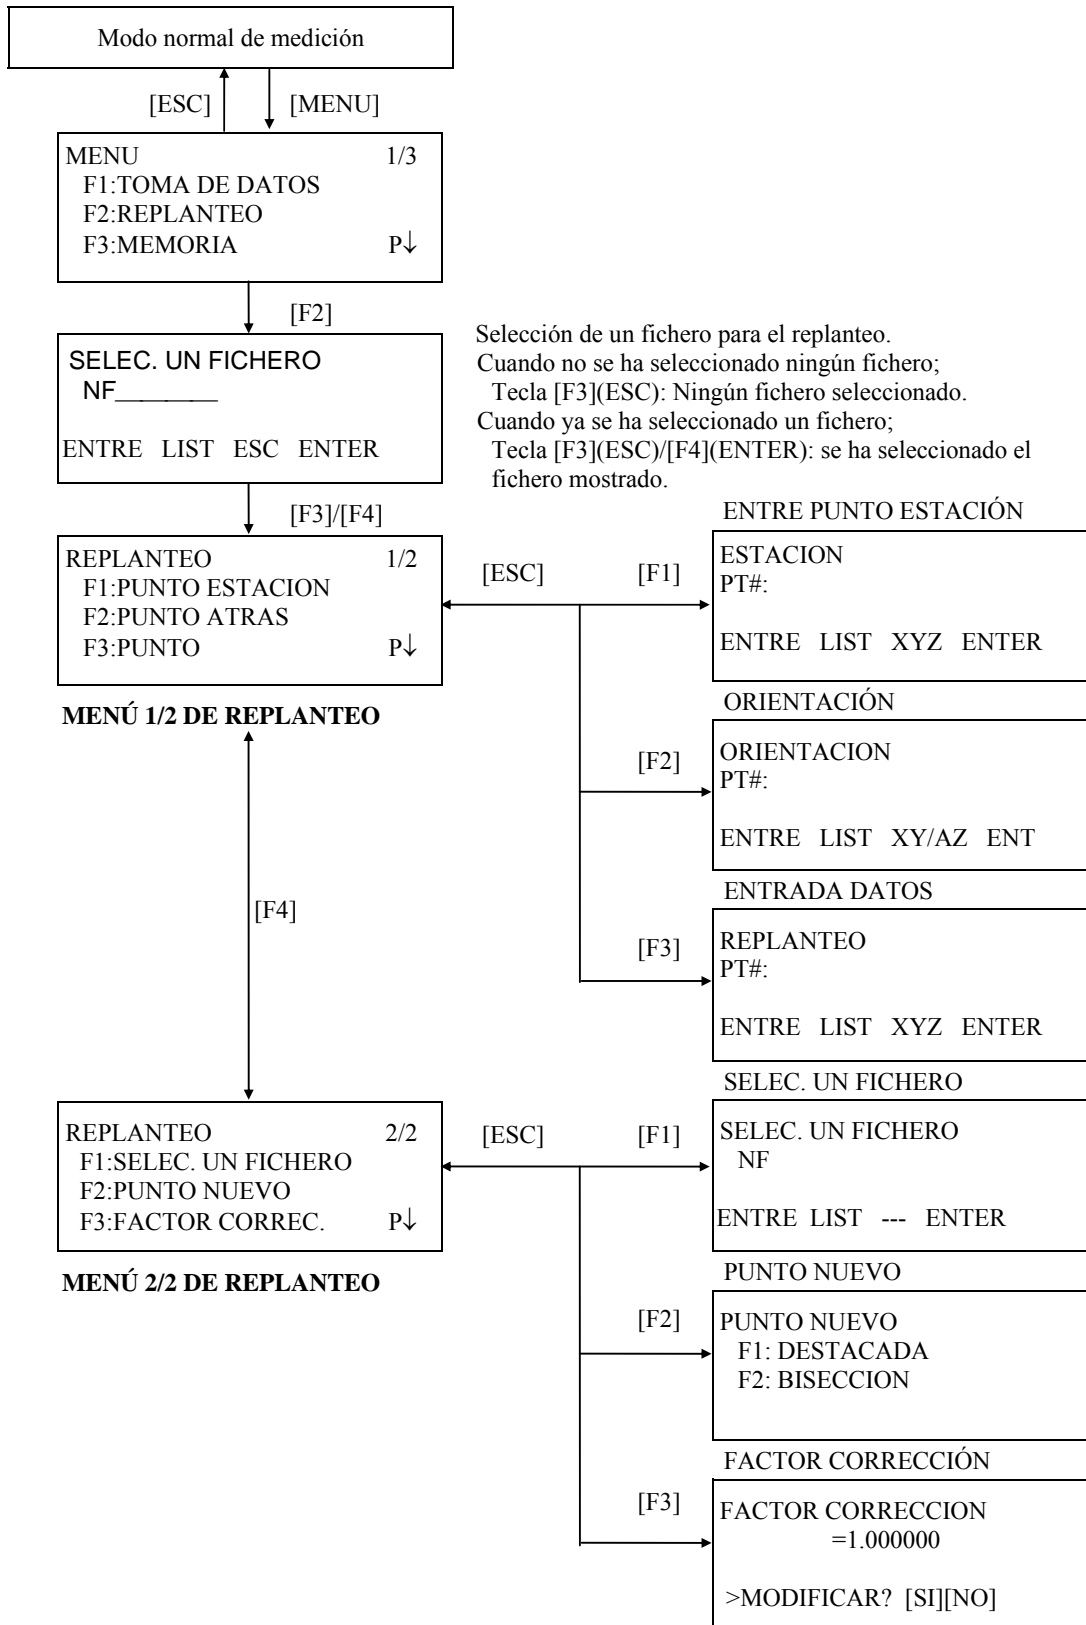 Modo normal de medición
[ESC] [MENU]
MENU 1/3
F1:TOMA DE DATOS
F2:REPLANTEO
F3:MEMORIA P↓
[F2]
SELEC. UN FICHERO
NF________
ENTRE LIST ESC ENTER
Selección de un fichero para el replanteo.
Cuando no se ha seleccionado ningún fichero;
Tecla [F3](ESC): Ningún fichero seleccionado.
Cuando ya se ha seleccionado un fichero;
Tecla [F3](ESC)/[F4](ENTER): se ha seleccionado el
fichero mostrado.
[F3]/[F4]
REPLANTEO 1/2
F1:PUNTO ESTACION
F2:PUNTO ATRAS
F3:PUNTO P↓
MENÚ 1/2 DE REPLANTEO
[ESC] [F1]
ENTRE PUNTO ESTACIÓN
ESTACION
PT#:
ENTRE LIST XYZ ENTER
ORIENTACIÓN
[F2]
ORIENTACION
PT#:
ENTRE LIST XY/AZ ENT
ENTRADA DATOS
[F3]
REPLANTEO
PT#:
ENTRE LIST XYZ ENTER
[F4]
REPLANTEO 2/2
F1:SELEC. UN FICHERO
F2:PUNTO NUEVO
F3:FACTOR CORREC. P↓
MENÚ 2/2 DE REPLANTEO
[ESC] [F1]
SELEC. UN FICHERO
SELEC. UN FICHERO
NF
ENTRE LIST --- ENTER
PUNTO NUEVO
[F2]
PUNTO NUEVO
F1: DESTACADA
F2: BISECCION
FACTOR CORRECCIÓN
[F3]
FACTOR CORRECCION
=1.000000
>MODIFICAR? [SI][NO]